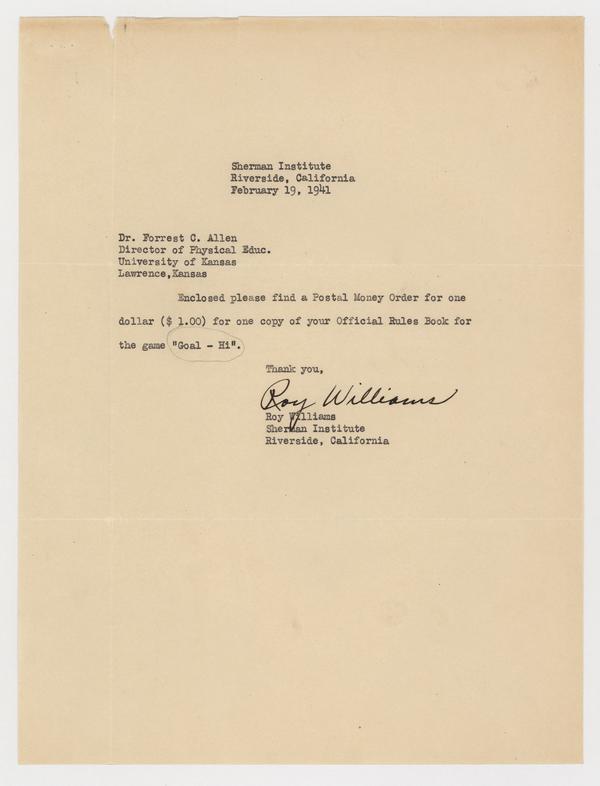 Sherman Institute
Riverside, California
February 19, 1941
Dr. Forrest C. Allen
Director of Physical Educ.
University of Kansas
Lawrence,Kansas
Enclosed please find a Postal Money Order for one
dollar ($ 1.00) for one copy of your Official Rules Book for
the game "Goal - Hi".
Thank you,
Roy Williams
Roy Williams
Sherman Institute
Riverside, California